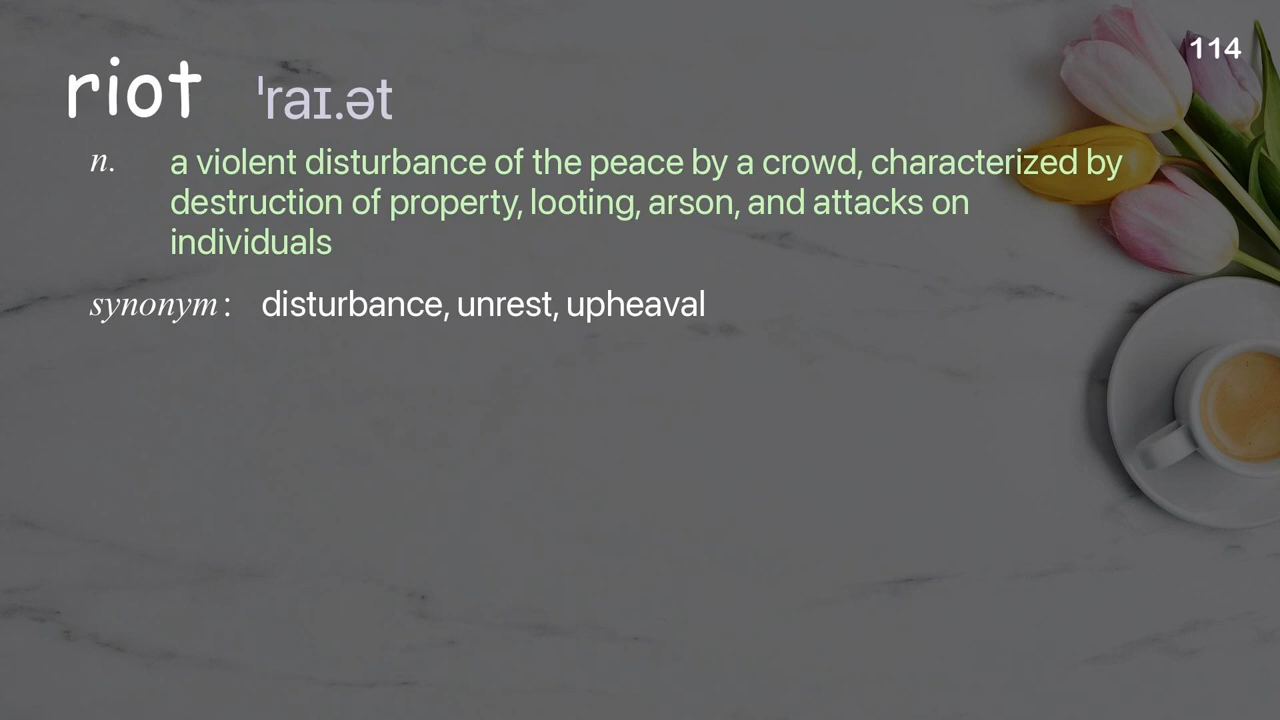 114
riot ˈraɪ.ət
n. a violent disturbance of the peace by a crowd, characterized by
destruction of property, looting, arson, and attacks on
individuals
synonym: disturbance, unrest, upheaval